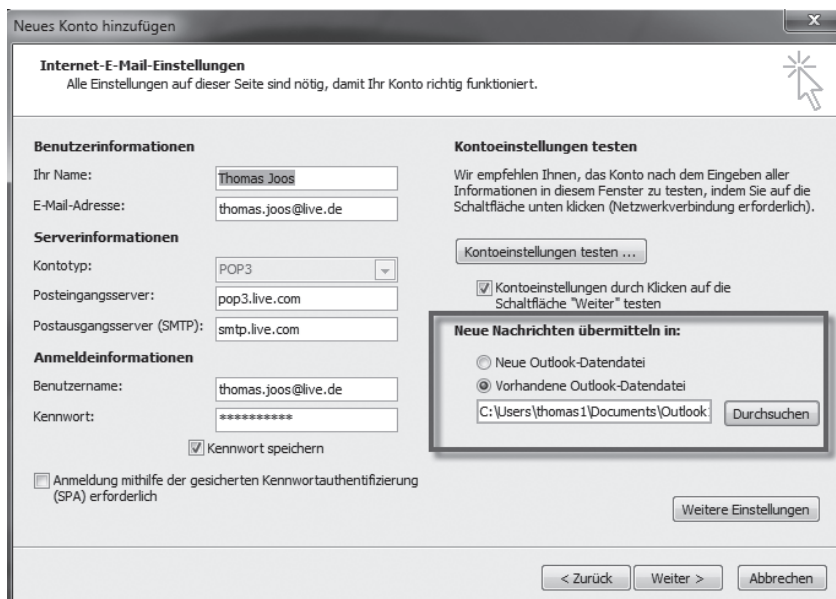 Neues Konto hinzufügen
x
Internet-E-Mail-Einstellungen
Alle Einstellungen auf dieser Seite sind nötig, damit Ihr Konto richtig funktioniert.
Benutzerinformationen
Ihr Name:
Thomas Joos
E-Mail-Adresse:
thomas.joos@live.de
Serverinformationen
Kontotyp:
POP3
Posteingangsserver:
pop3.live.com
Postausgangsserver (SMTP):
smtp.live.com
Anmeldeinformationen
Benutzername:
thomas.joos@live.de
Kennwort:
**********
Kennwort speichern
Anmeldung mithilfe der gesicherten Kennwortauthentifizierung
(SPA) erforderlich
Kontoeinstellungen testen
Wir empfehlen Ihnen, das Konto nach dem Eingeben aller
Informationen in diesem Fenster zu testen, indem Sie auf die
Schaltfläche unten klicken (Netzwerkverbindung erforderlich).
Kontoeinstellungen testen ...
Kontoeinstellungen durch Klicken auf die
Schaltfläche "Weiter" testen
Neue Nachrichten übermitteln in:
Neue Outlook-Datendatei
Vorhandene Outlook-Datendatei
C:\Users\thomas1\Documents\Outlook
Durchsuchen
Weitere Einstellungen
< Zurück
Weiter >
Abbrechen